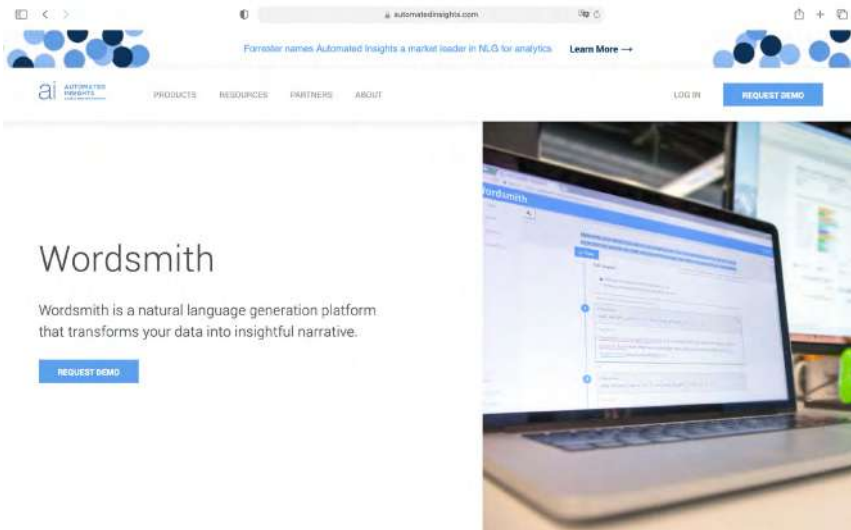 automatedinsights.com
Forrester names Automated Insights a market leader in NLG for analytics Learn More →
ai AUTOMATED INSIGHTS
PRODUCTS RESOURCES PARTNERS ABOUT LOG IN REQUEST DEMO
Wordsmith
Wordsmith
Wordsmith is a natural language generation platform
that transforms your data into insightful narrative.
REQUEST DEMO